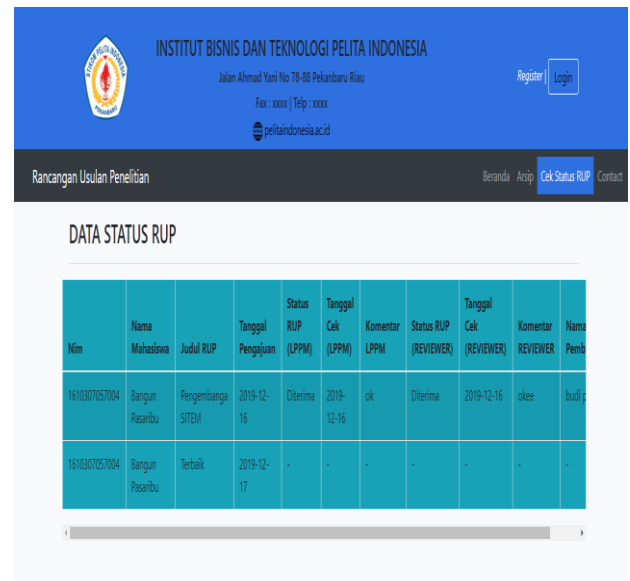 INSTITUT BISNIS DAN TEKNOLOGI PELITA INDONESIA
Jalan Ahmad Yani No 78-88 Pekanbaru Riau
Fax : xxxx | Telp : xxxx
pelitaindonesia.ac.id
Register | Login
Rancangan Usulan Penelitian
Beranda Arsip Cek Status RUP Contact
DATA STATUS RUP
Nim Nama Mahasiswa Judul RUP Tanggal Pengajuan Status RUP (LPPM) Tanggal Cek (LPPM) Komentar LPPM Status RUP (REVIEWER) Tanggal Cek (REVIEWER) Komentar REVIEWER Nama Pemb
1610307057004 Bangun Pasaribu Pengembanga SITEM 2019-12-16 Diterima 2019-12-16 ok Diterima 2019-12-16 okee budi p
1610307057004 Bangun Pasaribu Terbaik 2019-12-17 - - - - - - -